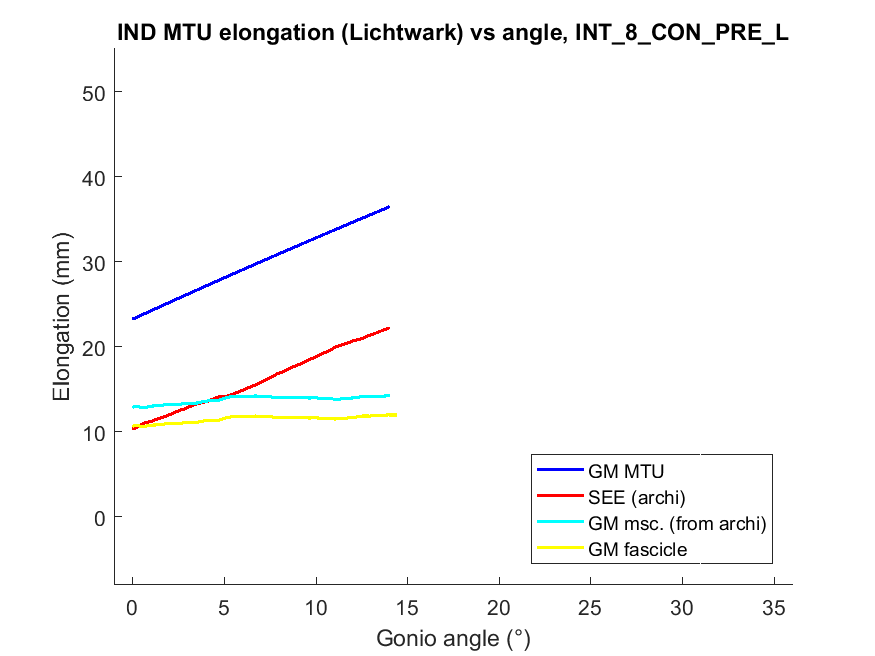 IND MTU elongation (Lichtwark) vs angle, INT_8_CON_PRE_L
50
40
30
20
10
0
Elongation (mm)
0 5 10 15 20 25 30 35
Gonio angle (°)
GM MTU
SEE (archi)
GM msc. (from archi)
GM fascicle